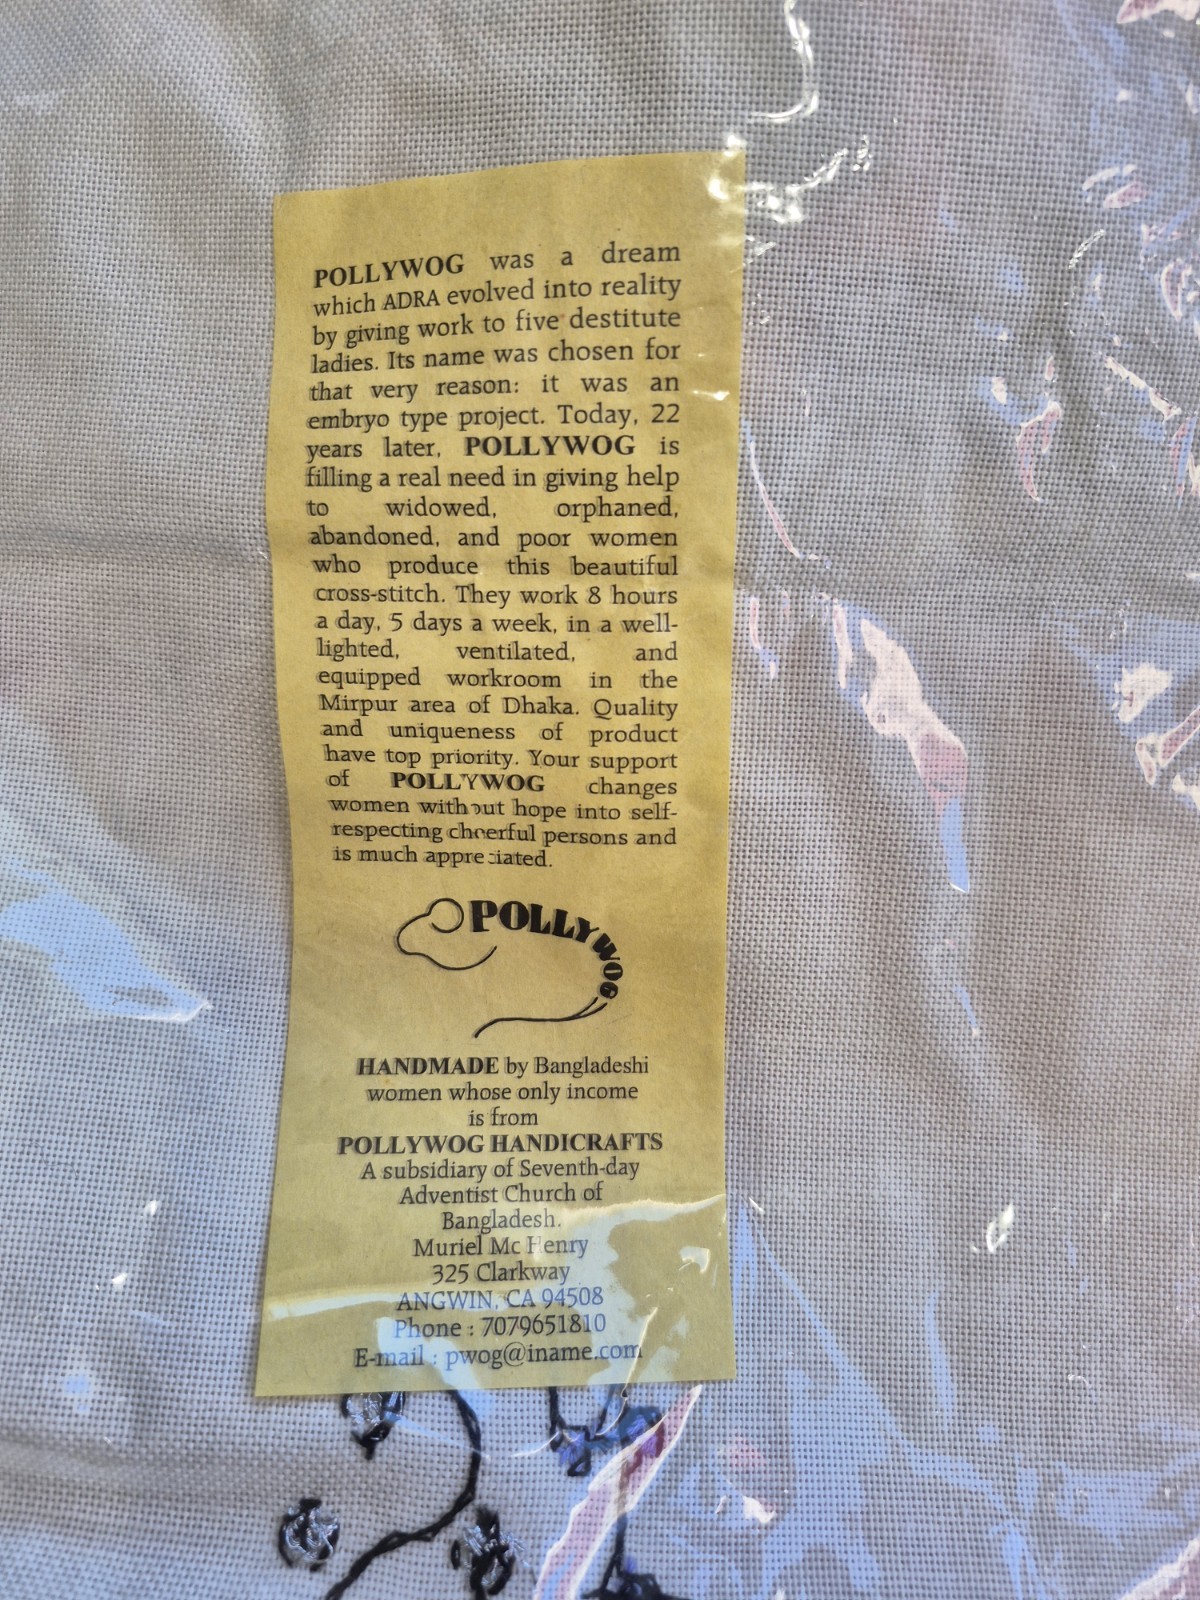 POLLYWOG was a dream
which ADRA evolved into reality
by giving work to five destitute
ladies. Its name was chosen for
that very reason: it was an
embryo type project. Today, 22
years later, POLLYWOG is
filling a real need in giving help
to widowed, orphaned,
abandoned, and poor women
who produce this beautiful
cross-stitch. They work 8 hours
a day, 5 days a week, in a well-
lighted, ventilated, and
equipped workroom in the
Mirpur area of Dhaka. Quality
and uniqueness of product
have top priority. Your support
of POLLYWOG changes
women without hope into self-
respecting cheerful persons and
is much appreciated.
POLLYWOG
HANDMADE by Bangladeshi
women whose only income
is from
POLLYWOG HANDICRAFTS
A subsidiary of Seventh-day
Adventist Church of
Bangladesh.
Muriel Mc Henry
325 Clarkway
ANGWIN, CA 94508
Phone : 7079651810
E-mail : pwog@iname.com